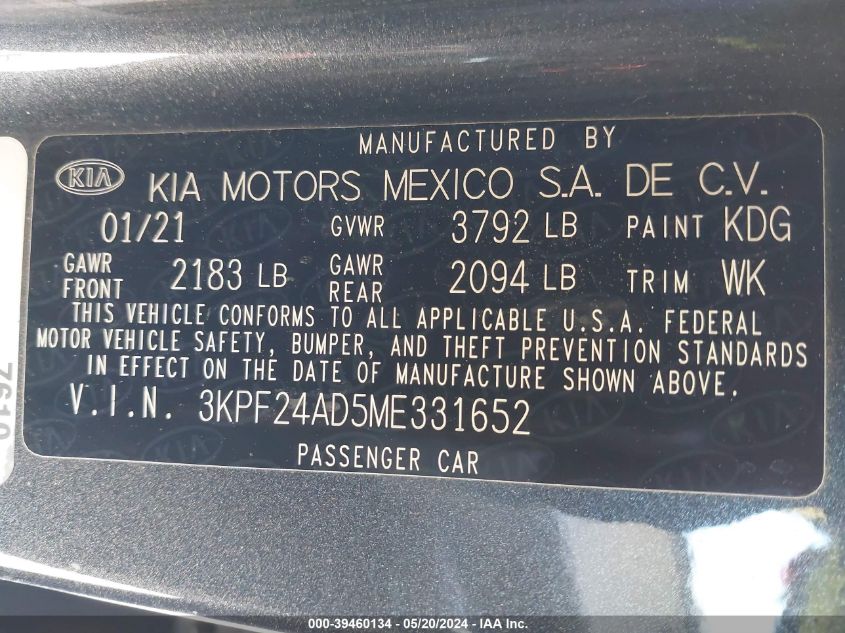 MANUFACTURED BY
KIA KIA MOTORS MEXICO S.A. DE C.V.
01/21 GVWR 3792 LB PAINT KDG
GAWR FRONT 2183 LB GAWR REAR 2094 LB TRIM WK
THIS VEHICLE CONFORMS TO ALL APPLICABLE U.S.A. FEDERAL
MOTOR VEHICLE SAFETY, BUMPER, AND THEFT PREVENTION STANDARDS
IN EFFECT ON THE DATE OF MANUFACTURE SHOWN ABOVE.
V.I.N. 3KPF24AD5ME331652
PASSENGER CAR
000-39460134 - 05/20/2024 - IAA Inc.